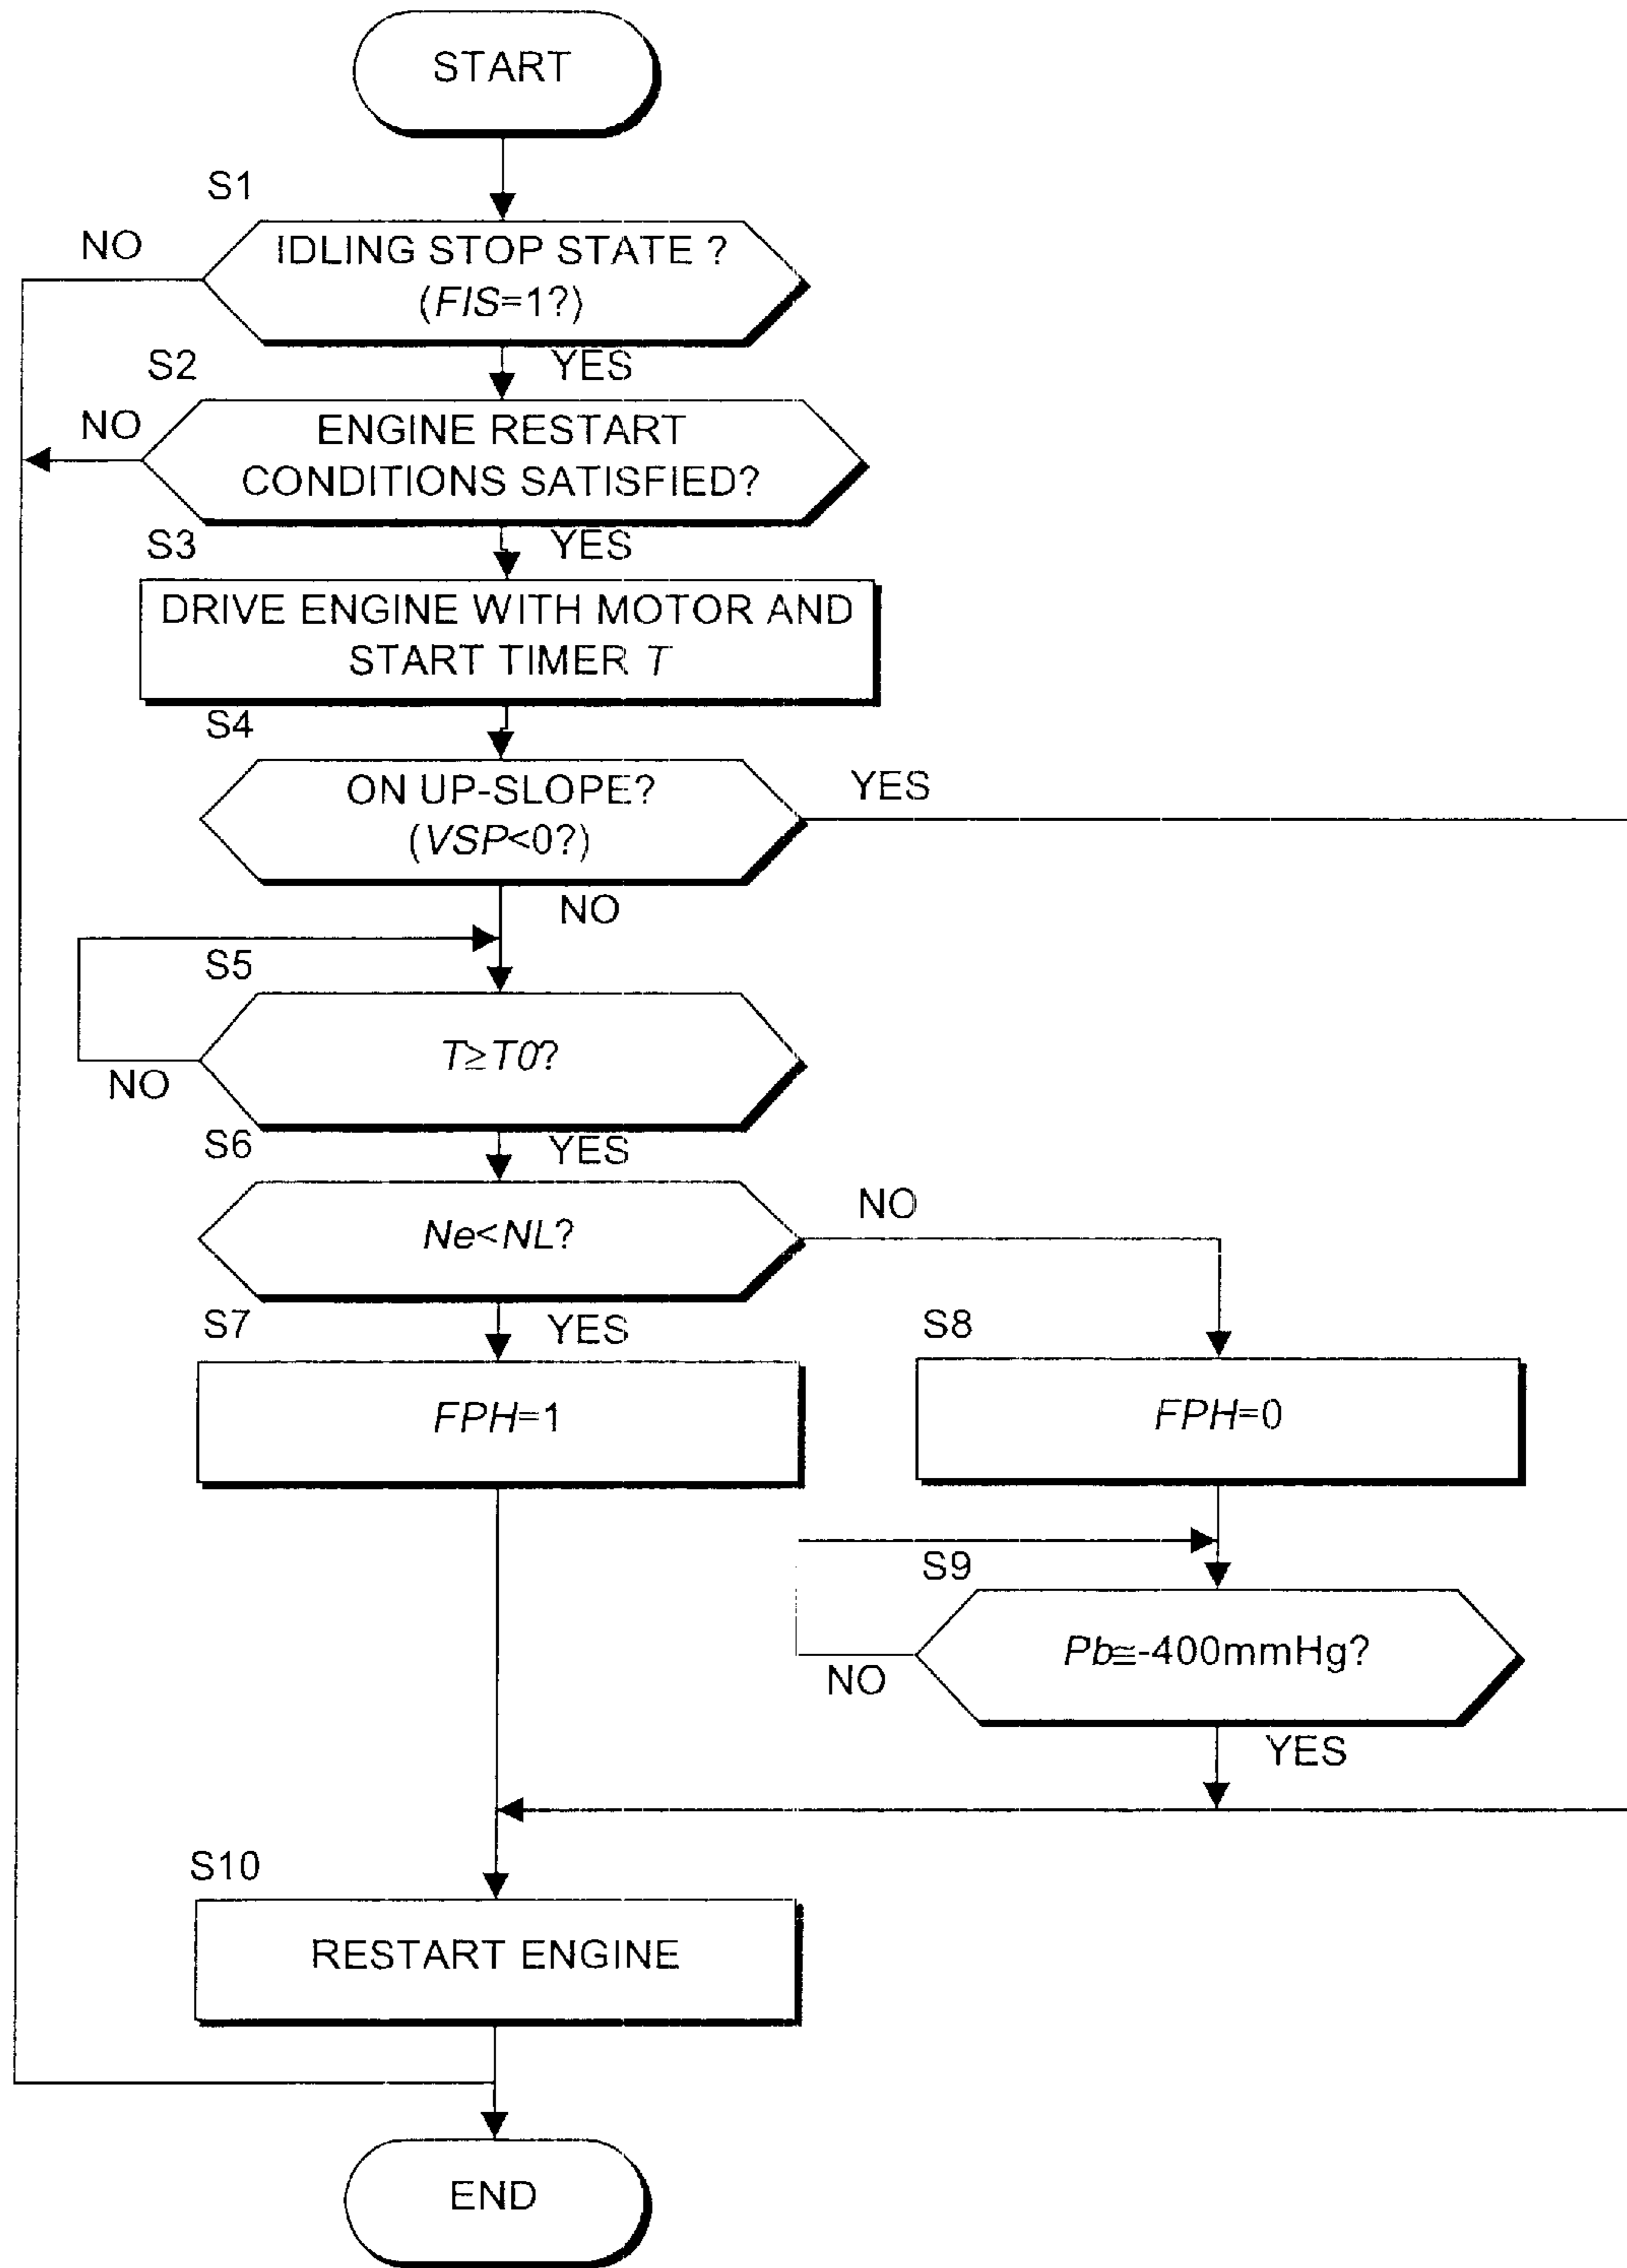 START
S1
NO
IDLING STOP STATE ?
(FIS=1?)
YES
S2
NO
ENGINE RESTART
CONDITIONS SATISFIED?
YES
S3
DRIVE ENGINE WITH MOTOR AND
START TIMER T
S4
ON UP-SLOPE?
(VSP<0?)
YES
NO
S5
T≥T0?
NO
YES
S6
Ne<NL?
NO
YES
S7
FPH=1
S8
FPH=0
S9
Pb≅-400mmHg?
NO
YES
S10
RESTART ENGINE
END